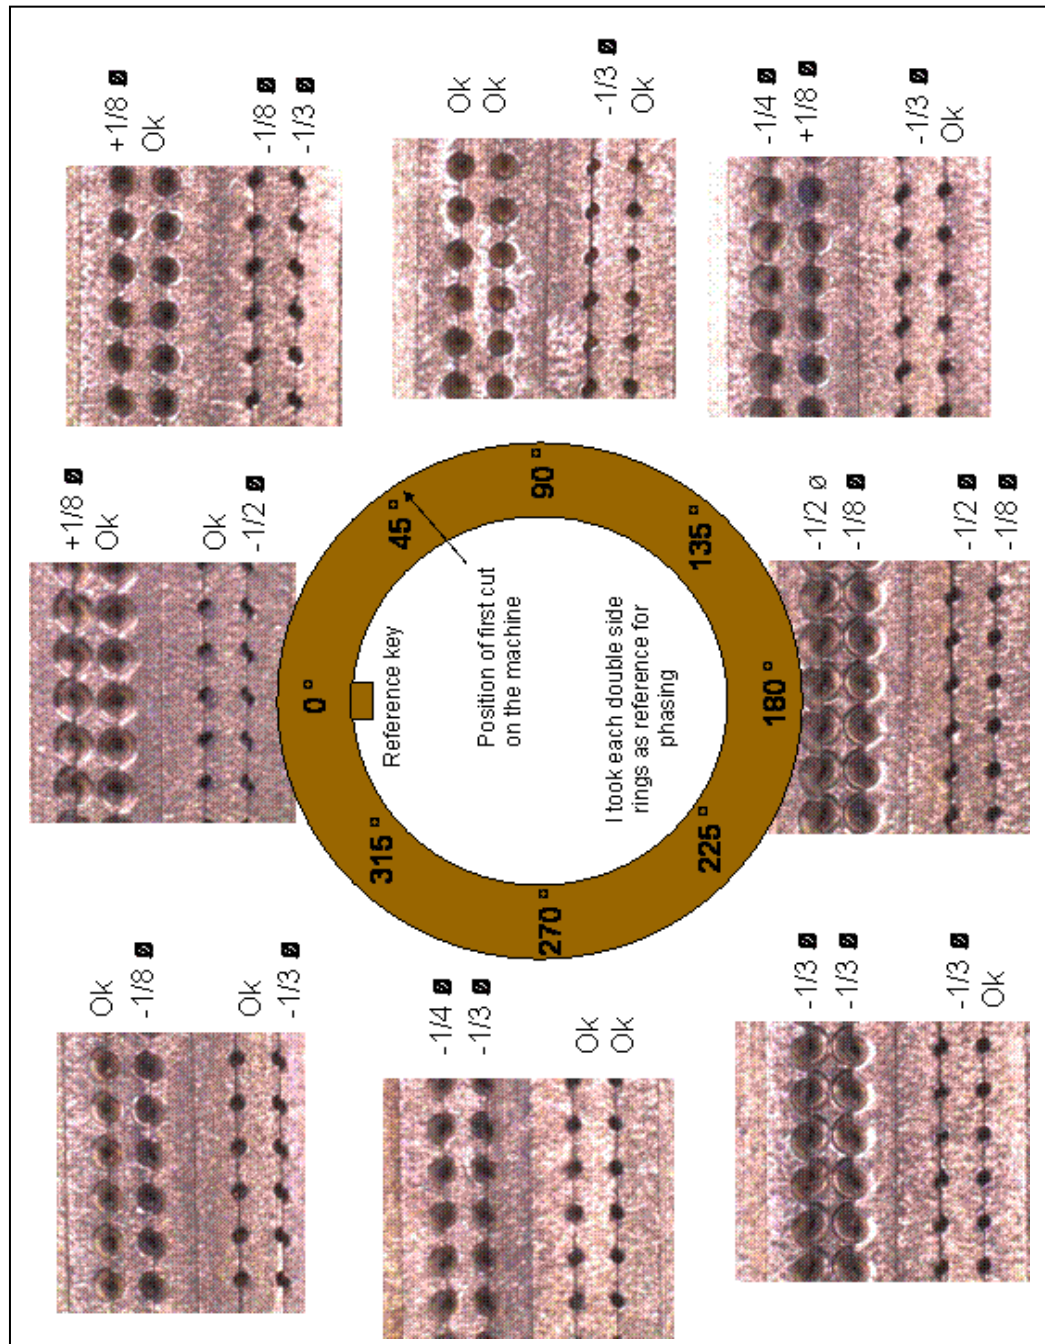 Ok
-1/8 Ø
Ok
-1/3 Ø
+1/8 Ø
Ok
Ok
-1/2 Ø
+1/8 Ø
Ok
-1/8 Ø
-1/3 Ø
0°
315°
45°
Reference key
Position of first cut
on the machine
270°
90°
I took each double side
rings as reference for
phasing
225°
135°
180°
-1/4 Ø
-1/3 Ø
Ok
Ok
Ok
Ok
-1/3 Ø
Ok
-1/3 Ø
-1/3 Ø
-1/3 Ø
Ok
-1/2 ø
-1/8 Ø
-1/2 Ø
-1/8 Ø
-1/4 Ø
+1/8 Ø
-1/3 Ø
Ok